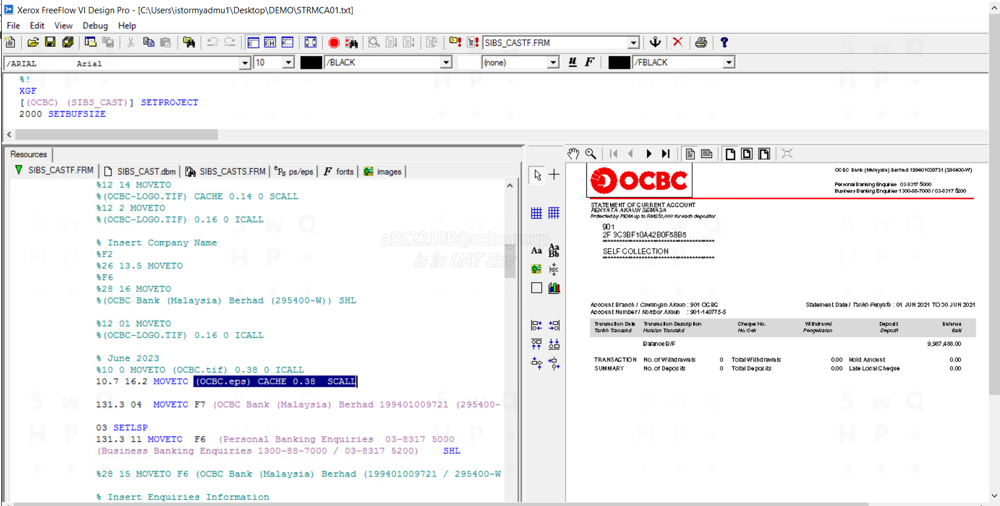 Xerox FreeFlow VI Design Pro - [C:\Users\istormyadmu1\Desktop\DEMO\STRMCA01.txt]
File Edit View Debug Help
SIBS_CASTF.FRM
/ARIAL Arial 10 /BLACK (none) u F /FBLACK
%!
XGF
[(OCBC) (SIBS_CAST)] SETPROJECT
2000 SETBUFSIZE
Resources
SIBS_CASTF.FRM SIBS_CAST.dbm SIBS_CASTS.FRM ps/eps fonts images
%12 14 MOVETO
%(OCBC-LOGO.TIF) CACHE 0.14 0 SCALL
%12 2 MOVETO
%(OCBC-LOGO.TIF) 0.16 0 ICALL
% Insert Company Name
%F2
%26 13.5 MOVETO
%F6
%28 16 MOVETO
%(OCBC Bank (Malaysia) Berhad (295400-W)) SHL
%12 01 MOVETO
%(OCBC-LOGO.TIF) 0.16 0 ICALL
% June 2023
%10 0 MOVETO (OCBC.tif) 0.38 0 ICALL
10.7 16.2 MOVETO (OCBC.eps) CACHE 0.38 SCALL
131.3 04 MOVETO F7 (OCBC Bank (Malaysia) Berhad 199401009721 (295400-
03 SETLSP
131.3 11 MOVETO F6 (Personal Banking Enquiries 03-8317 5000
(Business Banking Enquiries 1300-88-7000 / 03-8317 5200) SHL
%28 15 MOVETO F6 (OCBC Bank (Malaysia) Berhad (199401009721 / 295400-W
% Insert Enquiries Information
a5122185@ocbcgroup
is in UAT Env
Aa Aa
Bb
OCBC
OCBC Bank (Malaysia) Berhad 199401009721 (295400-W)
Personal Banking Enquiries 03-8317 5000
Business Banking Enquiries 1300-88-7000 / 03-8317 5200
STATEMENT OF CURRENT ACCOUNT
PENYATA AKAUN SEMASA
Protected by PIDM up to RM250,000 for each depositor
901
2F 3C3BF10A42B0F58B5
SELF COLLECTION
Account Branch / Cawangan Akaun : 901 OCBC
Statement Date / Tarikh Penyata : 01 JUN 2021 TO 30 JUN 2021
Account Number / Nombor Akaun : 901-140775-5
Transaction Date Transaction Description Cheque No. Withdrawal Deposit Balance
Tarikh Transaksi Huraian Transaksi No. Cek Pengeluaran Deposit Baki
Balance B/F 9,987,488.00
TRANSACTION No. of Withdrawals 0 Total Withdrawals 0.00 Hold Amount 0.00
SUMMARY No. of Deposits 0 Total Deposits 0.00 Late Local Cheque 0.00